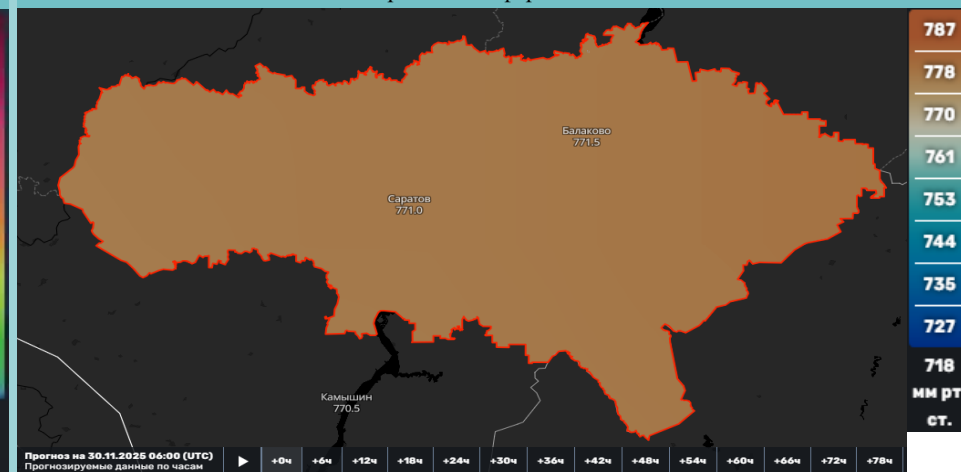 787
778
770
761
753
744
735
727
718
мм рт
ст.
Балаково
771.5
Саратов
771.0
Камышин
770.5
Прогноз на 30.11.2025 06:00 (UTC)
Прогнозируемые данные по часам
+0ч +6ч +12ч +18ч +24ч +30ч +36ч +42ч +48ч +54ч +60ч +66ч +72ч +78ч